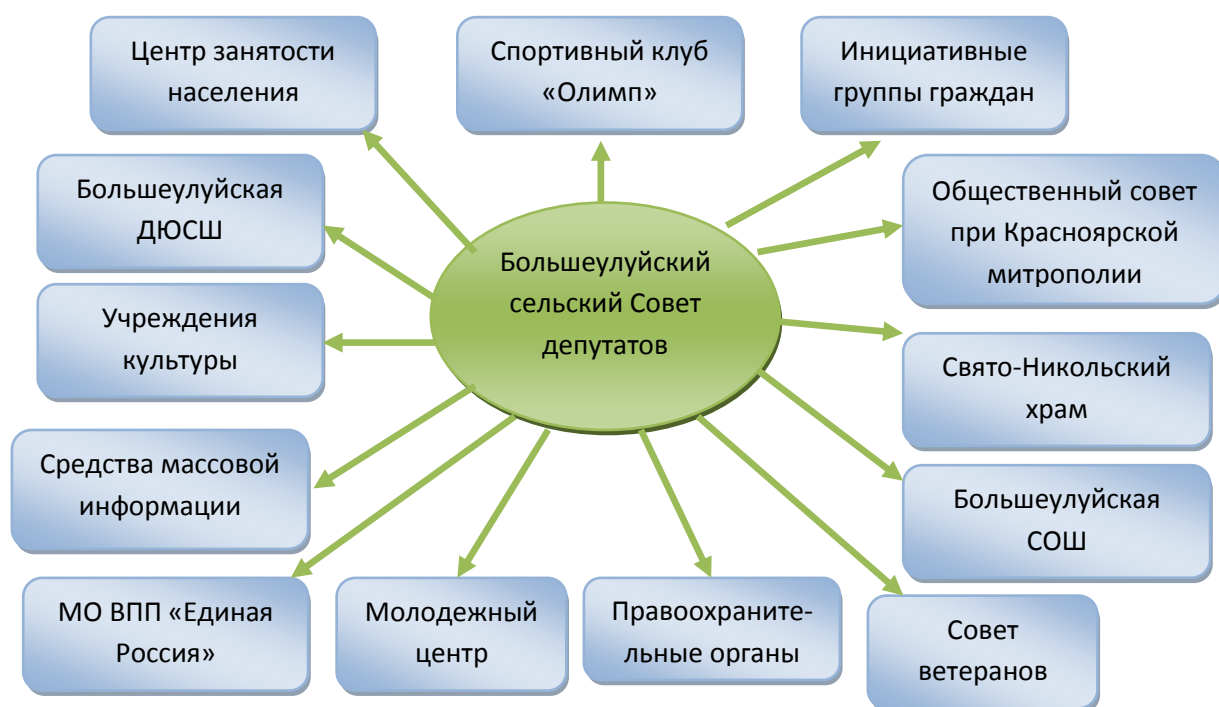 Центр занятости
населения
Спортивный клуб
«Олимп»
Инициативные
группы граждан
Большеулуйская
ДЮСШ
Общественный совет
при Красноярской
митрополии
Большеулуйский
сельский Совет
депутатов
Учреждения
культуры
Свято-Никольский
храм
Средства массовой
информации
Большеулуйская
СОШ
МО ВПП «Единая
Россия»
Молодежный
центр
Правоохраните-
льные органы
Совет
ветеранов